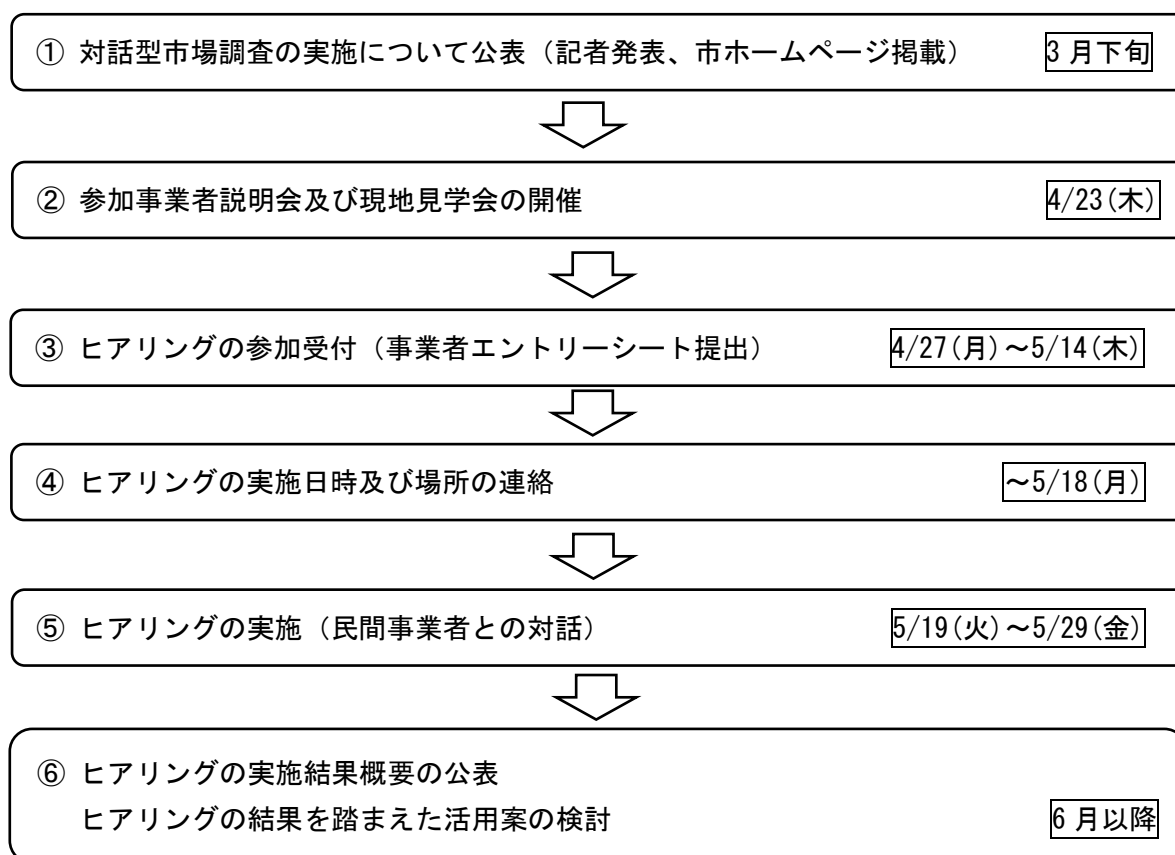 ① 対話型市場調査の実施について公表（記者発表、市ホームページ掲載） 3 月下旬
② 参加事業者説明会及び現地見学会の開催 4/23(木)
③ ヒアリングの参加受付（事業者エントリーシート提出） 4/27(月)～5/14(木)
④ ヒアリングの実施日時及び場所の連絡 ～5/18(月)
⑤ ヒアリングの実施（民間事業者との対話） 5/19(火)～5/29(金)
⑥ ヒアリングの実施結果概要の公表
ヒアリングの結果を踏まえた活用案の検討 6 月以降